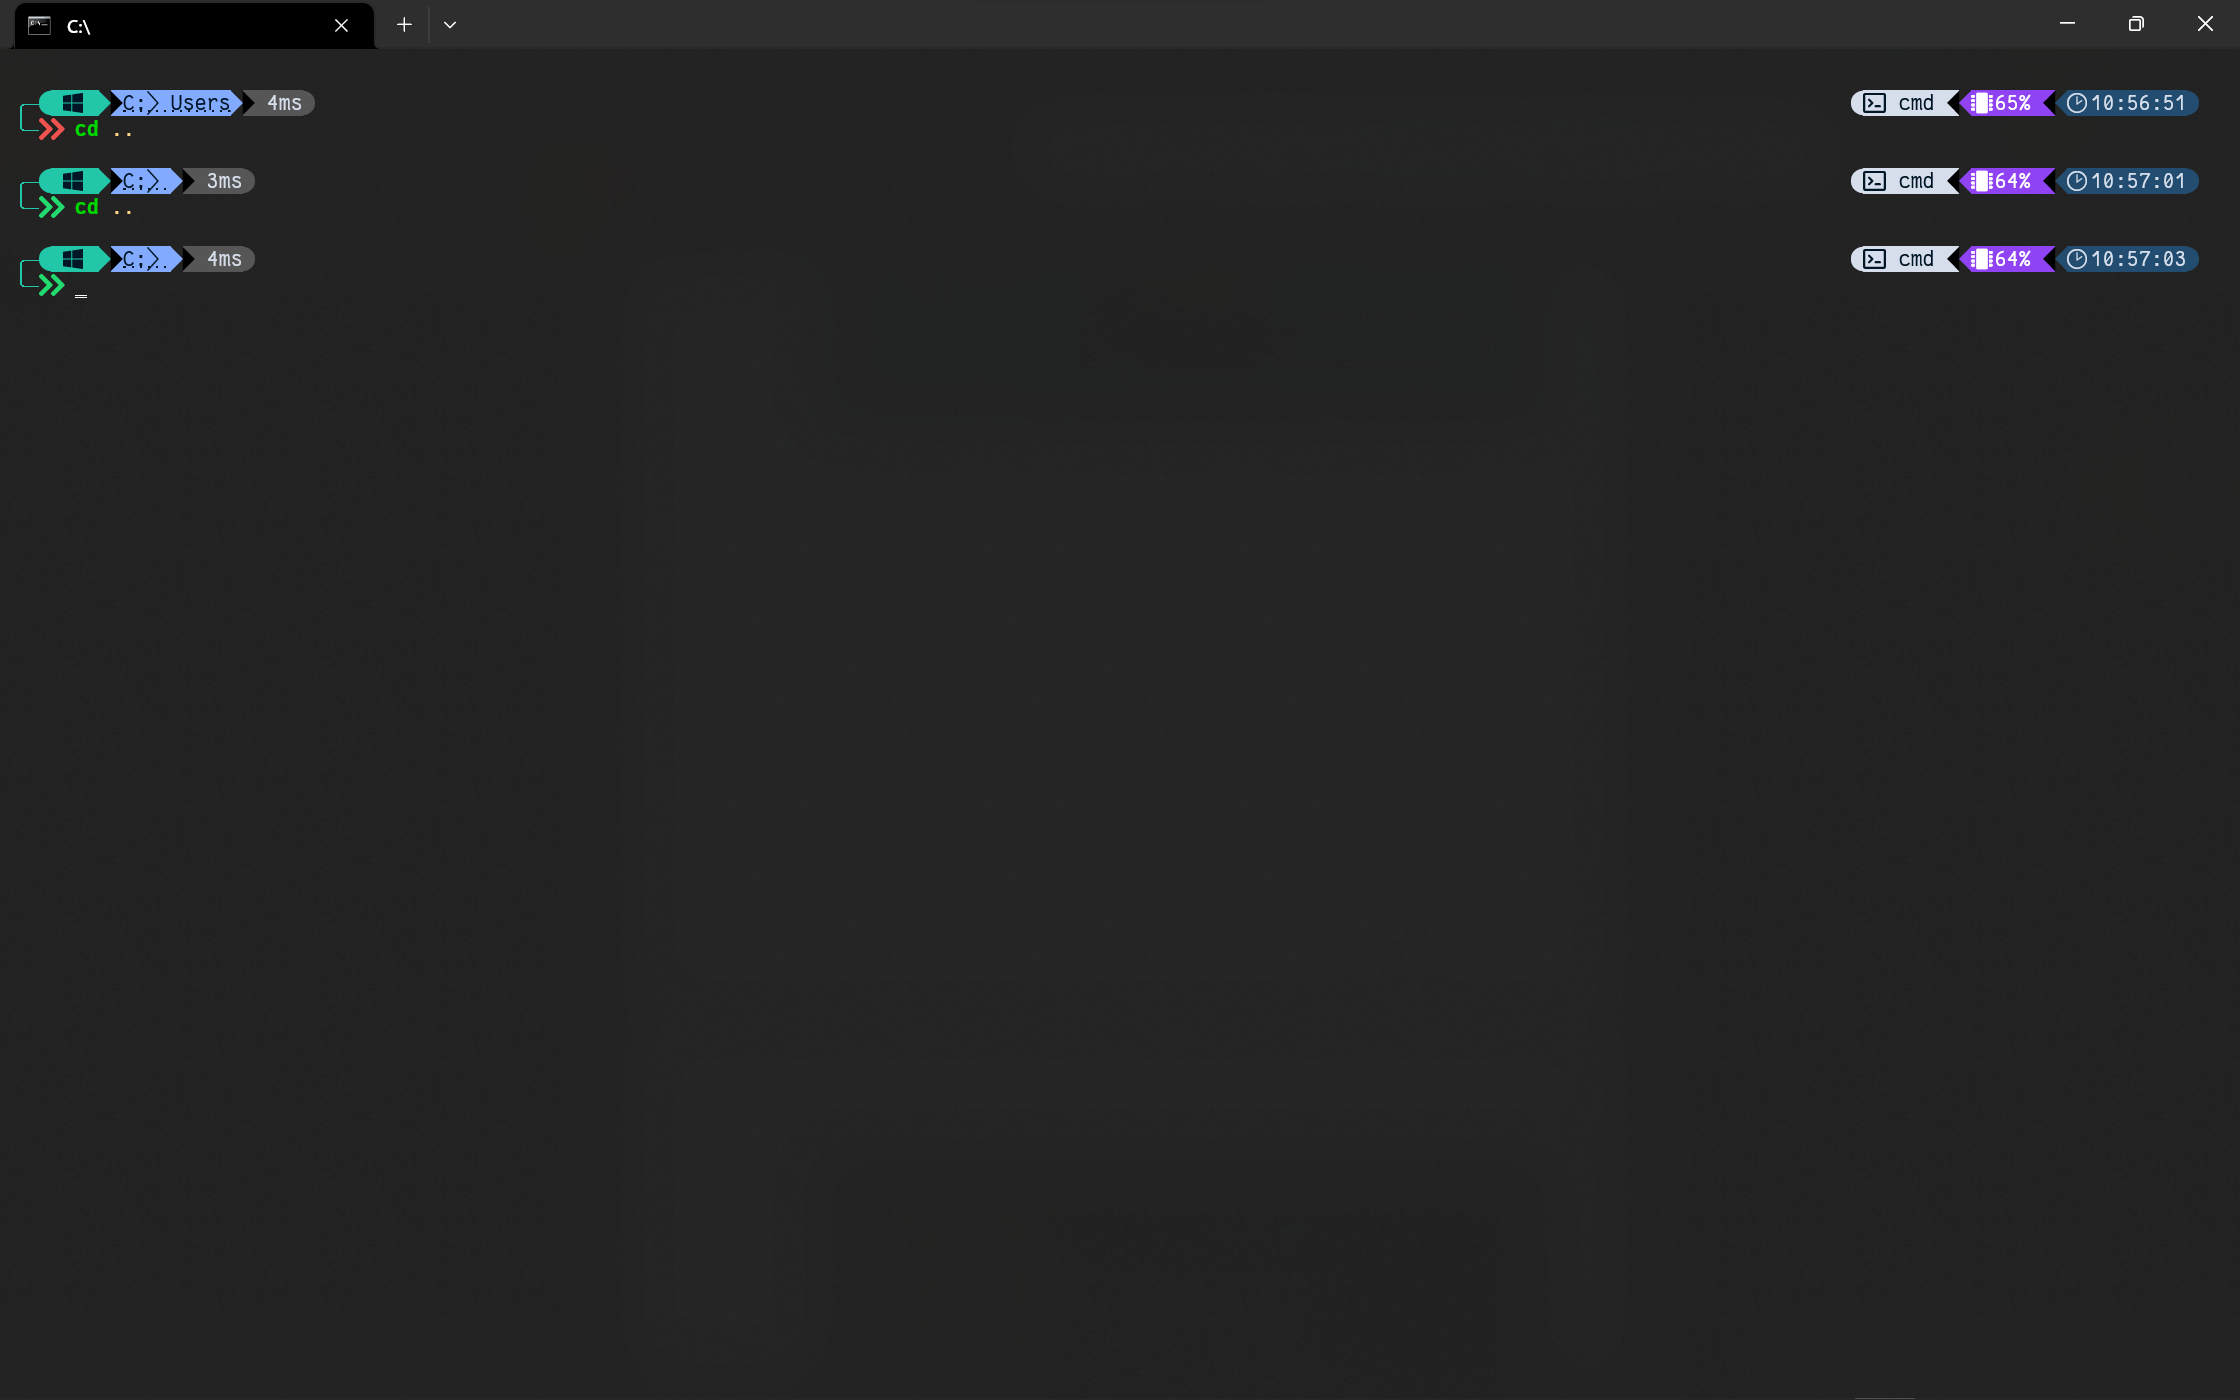 C:\
C: Users 4ms cmd 65% 10:56:51
cd ..
C: 3ms cmd 64% 10:57:01
cd ..
C: 4ms cmd 64% 10:57:03